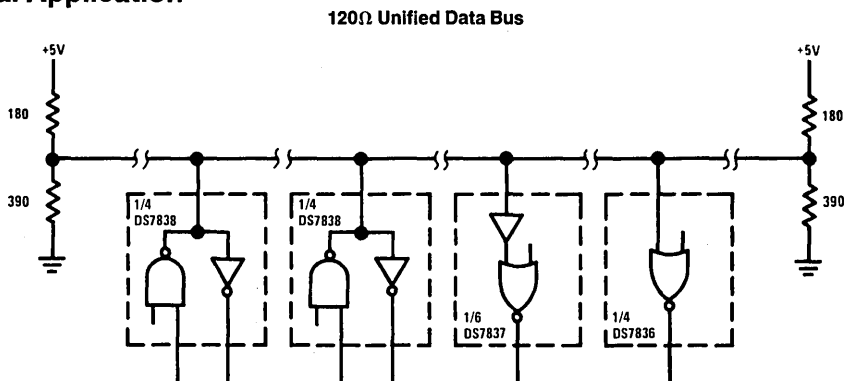 Application
120Ω Unified Data Bus
+5V
+5V
180
180
390
390
1/4
DS7838
1/4
DS7838
1/6
DS7837
1/4
DS7836